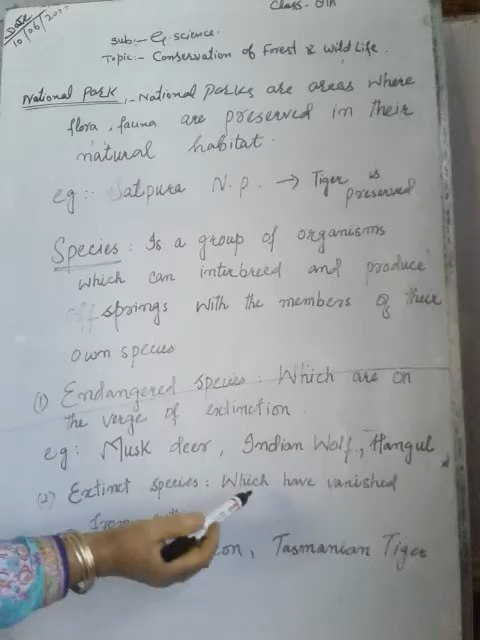 Date
10/06/20
Class- 8th
Sub:- G. science.
Topic:- Conservation of Forest & Wild Life.
National Park:- National Parks are areas where
flora, fauna are preserved in their
natural habitat.
eg:- Satpura N.P. → Tiger is
preserved
Species: Is a group of organisms
which can interbreed and produce
off springs with the members of their
own species
(1) Endangered species: Which are on
the verge of extinction.
eg: Musk deer, Indian Wolf, Hangul
(2) Extinct species: Which have vanished
from
, Tasmanian Tiger